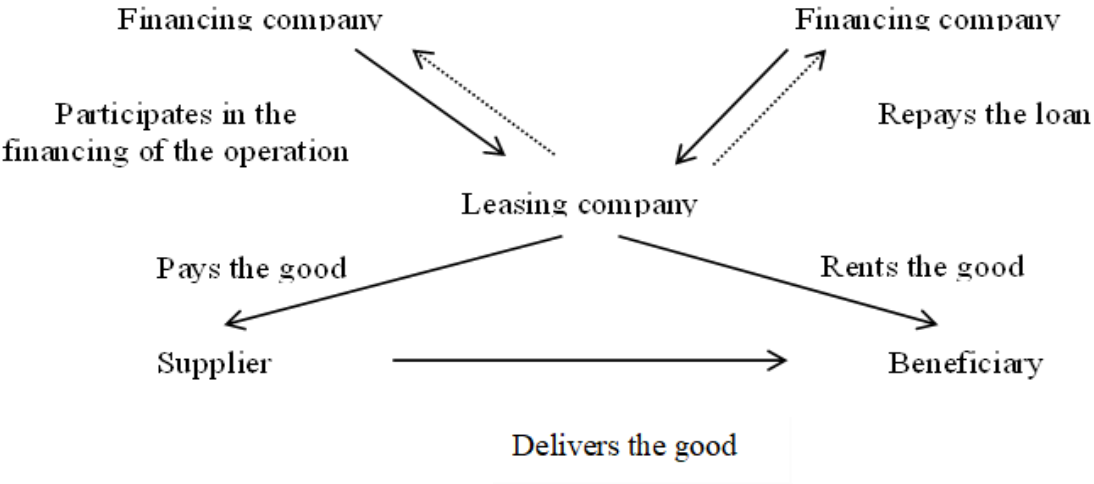 Financing company
Financing company
Participates in the
financing of the operation
Repays the loan
Leasing company
Pays the good
Rents the good
Supplier
Beneficiary
Delivers the good